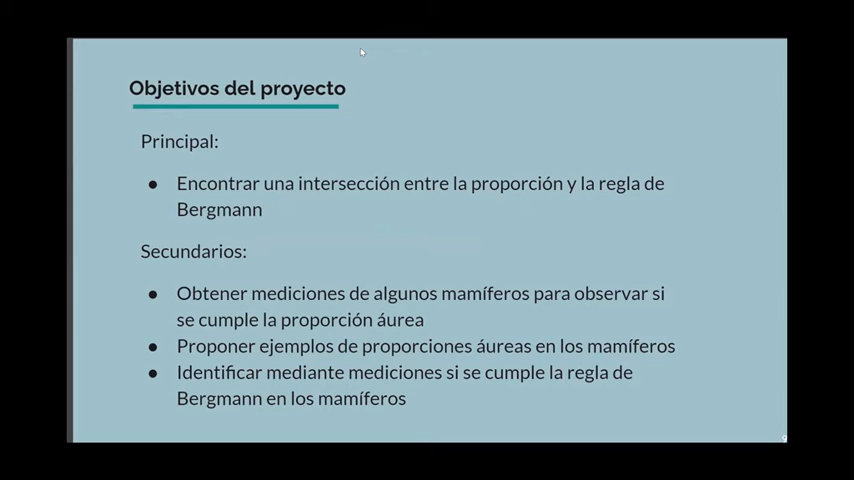 Objetivos del proyecto
Principal:
● Encontrar una intersección entre la proporción y la regla de
Bergmann
Secundarios:
● Obtener mediciones de algunos mamíferos para observar si
se cumple la proporción áurea
● Proponer ejemplos de proporciones áureas en los mamíferos
● Identificar mediante mediciones si se cumple la regla de
Bergmann en los mamíferos